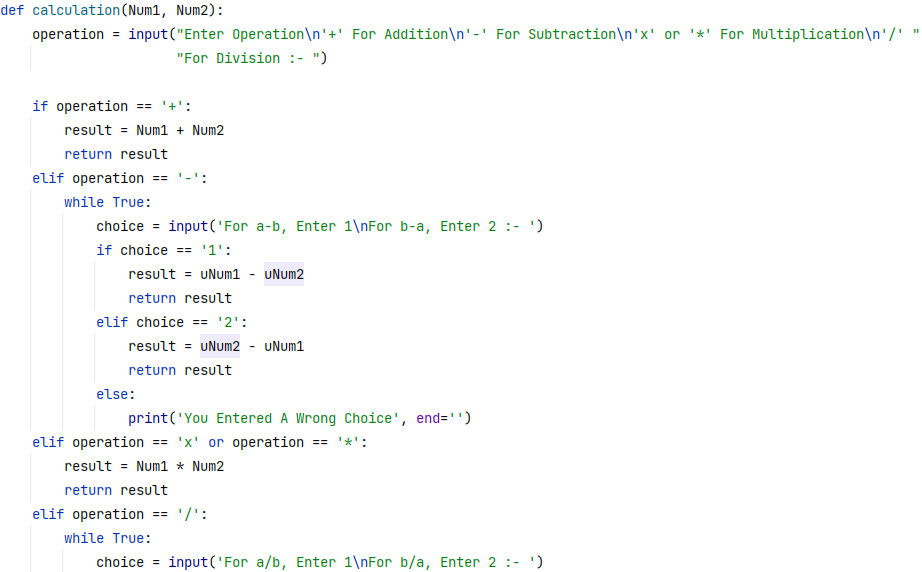 def calculation(Num1, Num2):
    operation = input("Enter Operation\n'+' For Addition\n'-' For Subtraction\n'x' or '*' For Multiplication\n'/' "
                      "For Division :- ")

    if operation == '+':
        result = Num1 + Num2
        return result
    elif operation == '-':
        while True:
            choice = input('For a-b, Enter 1\nFor b-a, Enter 2 :- ')
            if choice == '1':
                result = uNum1 - uNum2
                return result
            elif choice == '2':
                result = uNum2 - uNum1
                return result
            else:
                print('You Entered A Wrong Choice', end='')
    elif operation == 'x' or operation == '*':
        result = Num1 * Num2
        return result
    elif operation == '/':
        while True:
            choice = input('For a/b, Enter 1\nFor b/a, Enter 2 :- ')